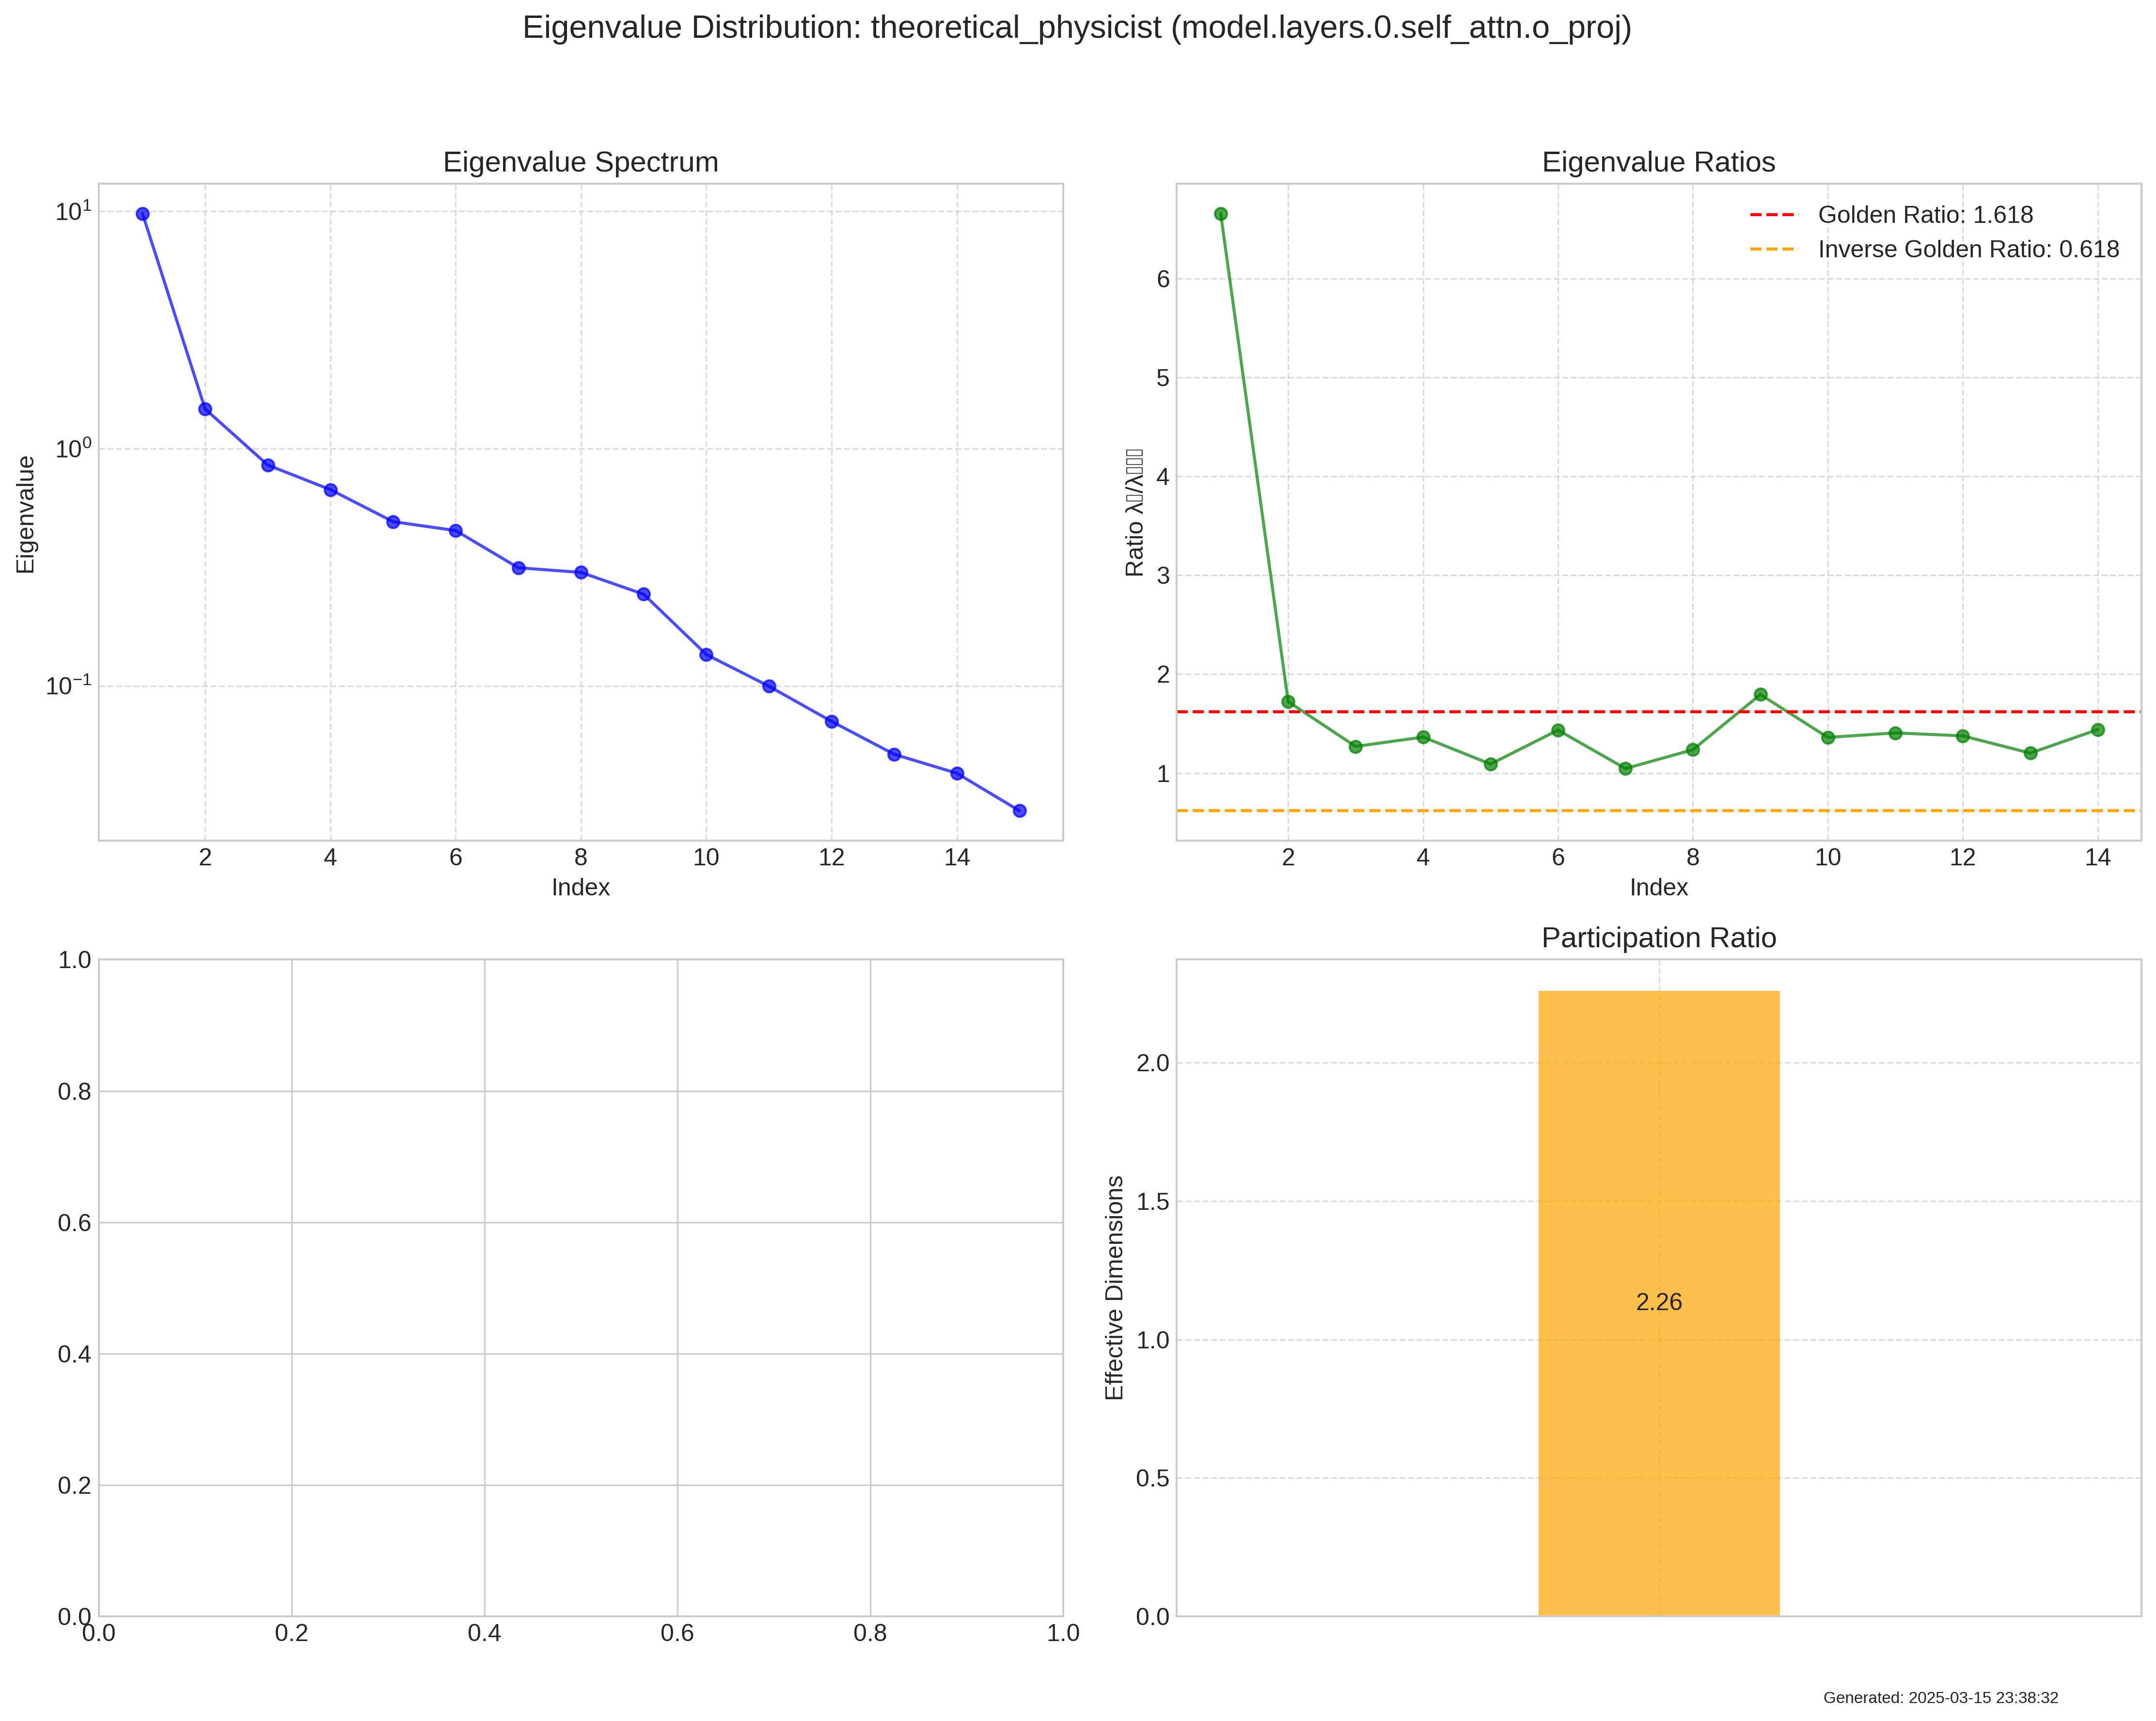 Eigenvalue Distribution: theoretical_physicist (model.layers.0.self_attn.o_proj)
Eigenvalue Spectrum
Eigenvalue
10¹
10⁰
10⁻¹
2 4 6 8 10 12 14
Index
Eigenvalue Ratios
Golden Ratio: 1.618
Inverse Golden Ratio: 0.618
Ratio λ▯/λ▯▯▯
6
5
4
3
2
1
2 4 6 8 10 12 14
Index
1.0
0.8
0.6
0.4
0.2
0.0
0.0 0.2 0.4 0.6 0.8 1.0
Participation Ratio
Effective Dimensions
2.0
1.5
1.0
0.5
0.0
2.26
Generated: 2025-03-15 23:38:32